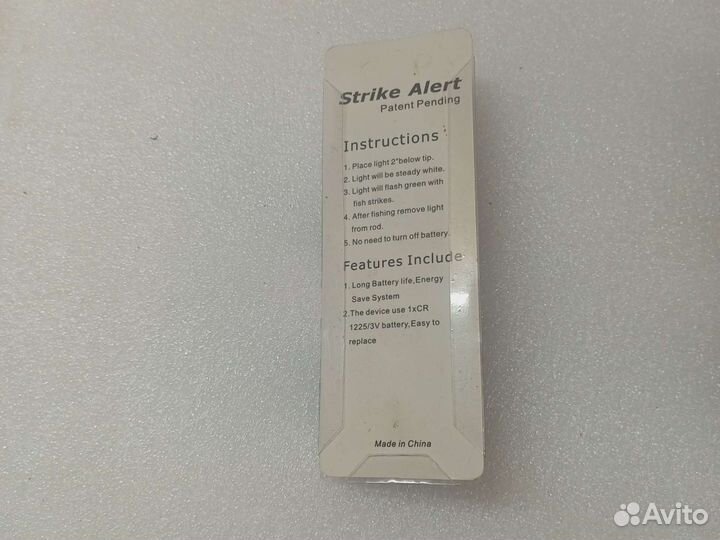 Strike Alert
Patent Pending
Instructions
1. Place light 2"below tip.
2. Light will be steady white.
3. Light will flash green with
fish strikes.
4. After fishing remove light
from rod.
5. No need to turn off battery.
Features Include
1. Long Battery life,Energy
Save System
2.The device use 1xCR
1225/3V battery,Easy to
replace
Made in China
Avito